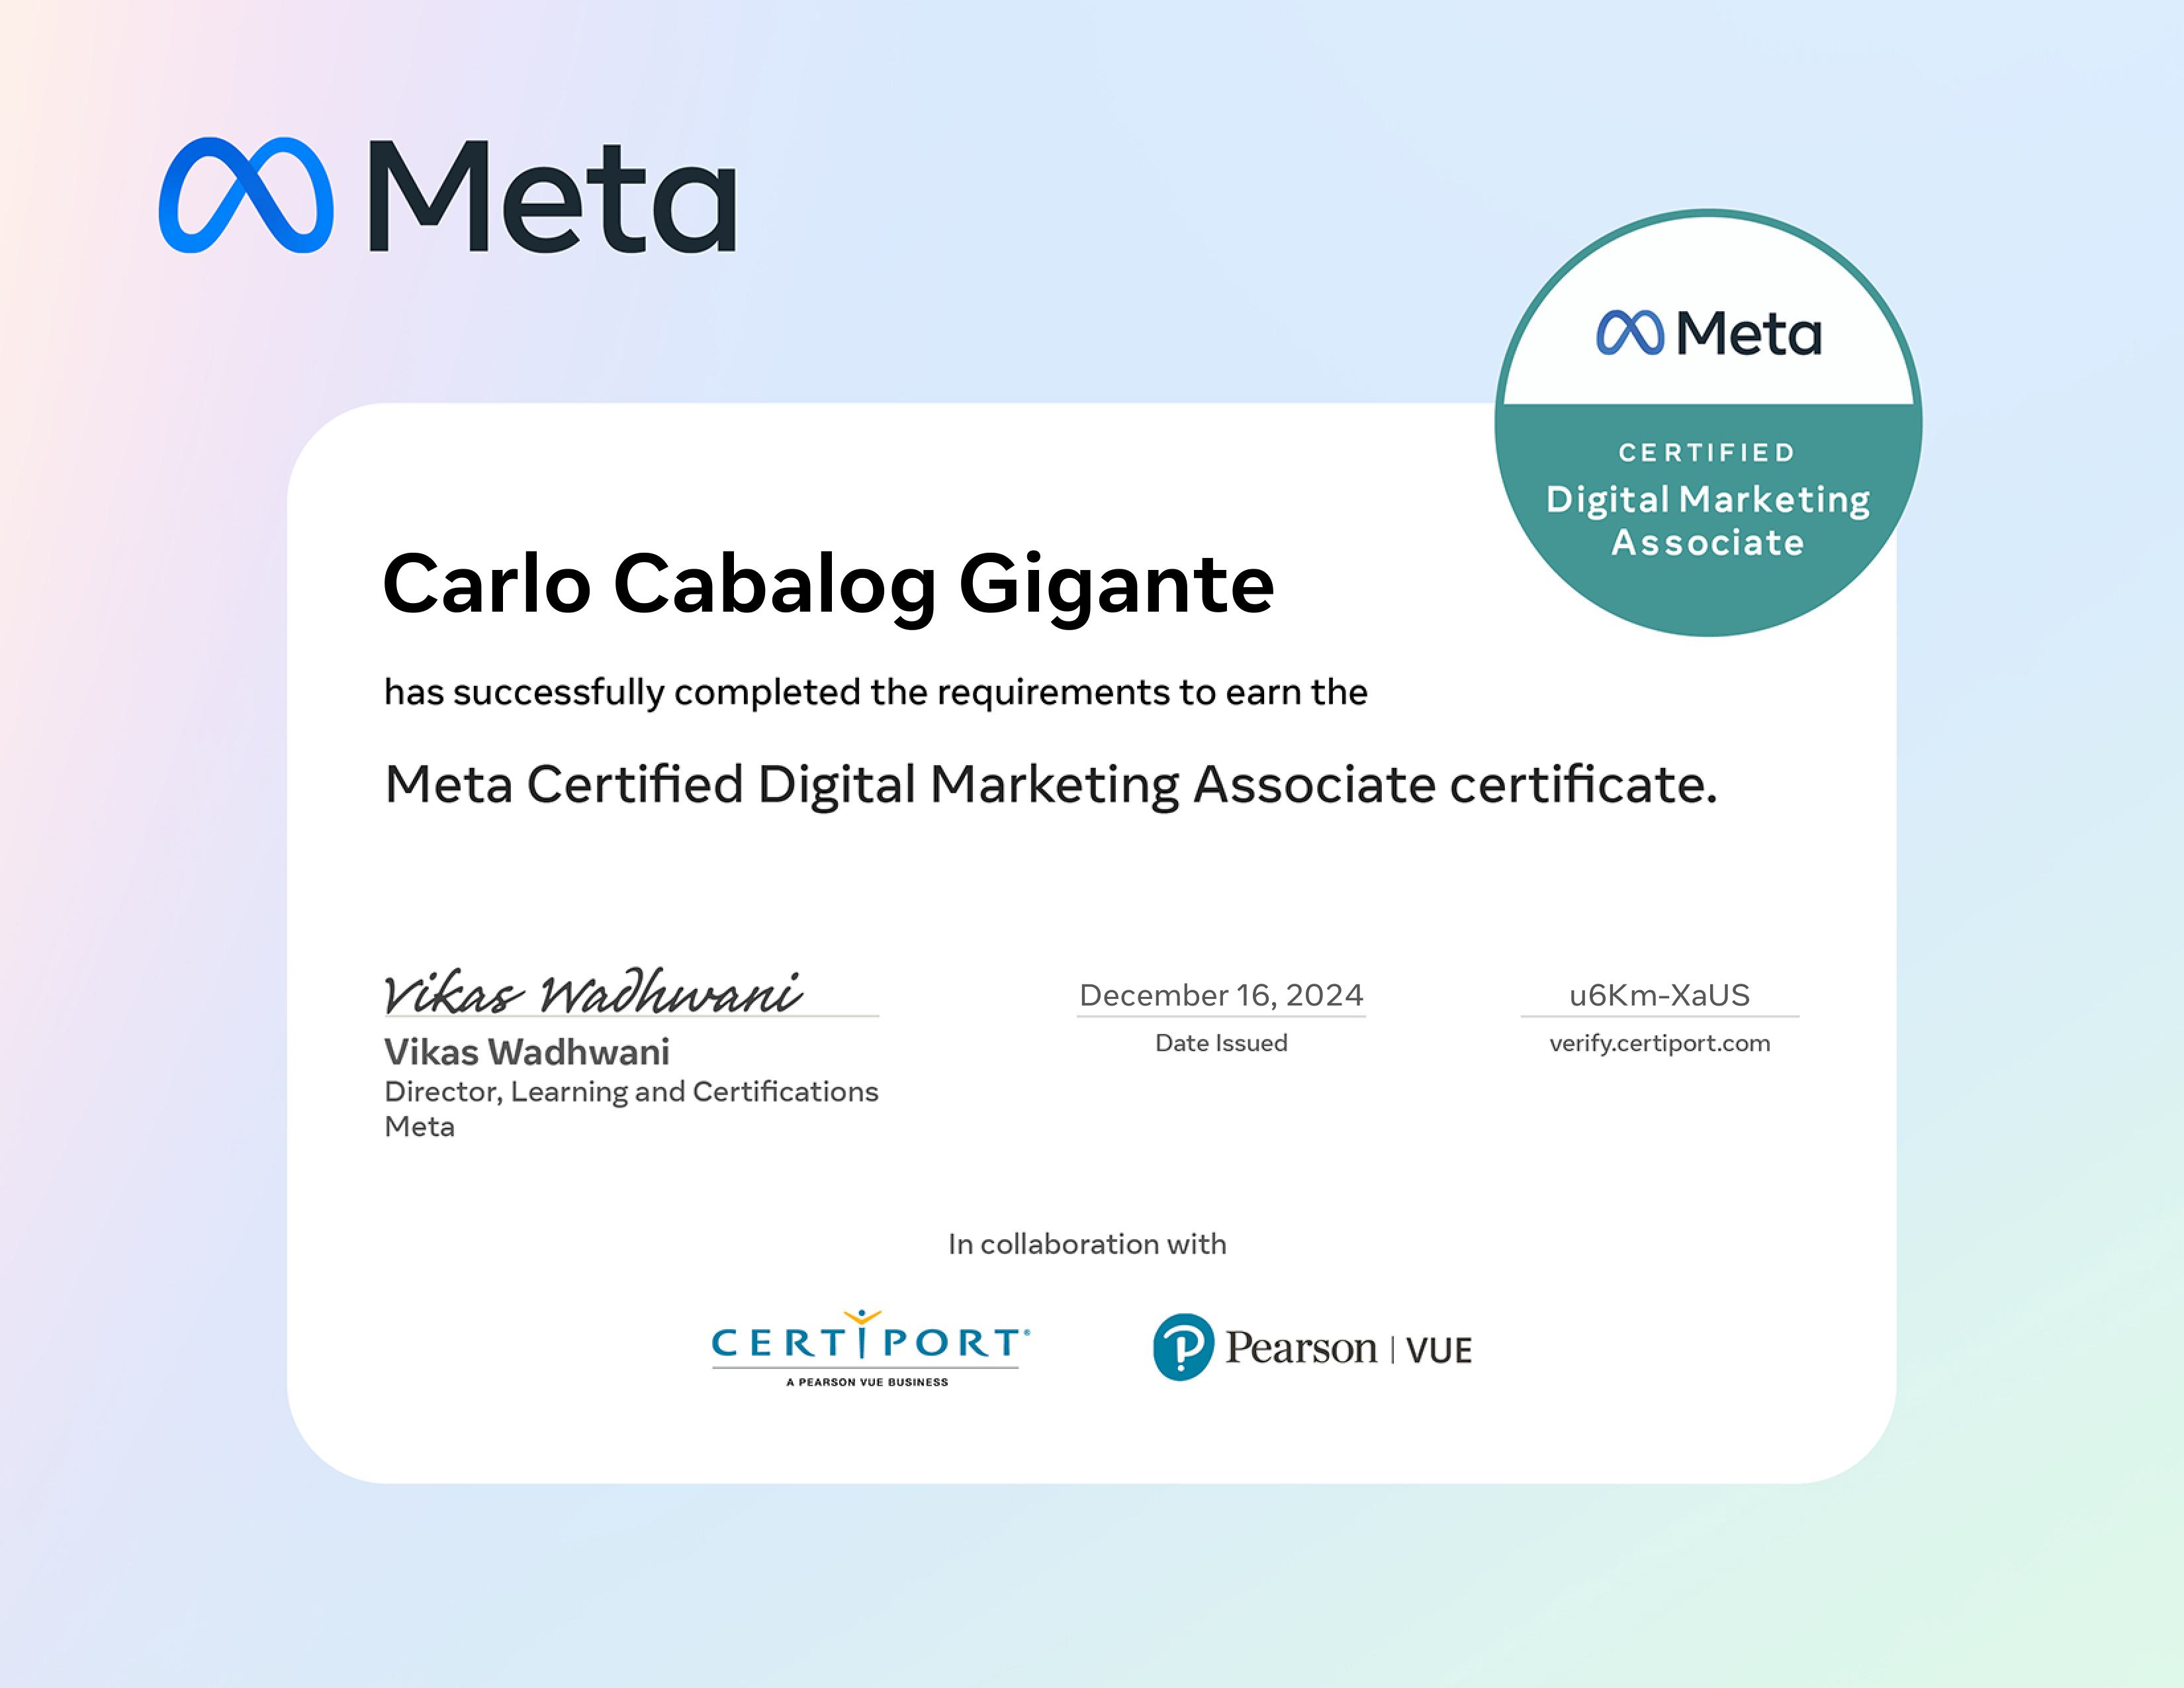 Meta
Meta
CERTIFIED
Digital Marketing
Associate
Carlo Cabalog Gigante
has successfully completed the requirements to earn the
Meta Certified Digital Marketing Associate certificate.
Vikas Wadhwani
Vikas Wadhwani
Director, Learning and Certifications
Meta
December 16, 2024
Date Issued
u6Km-XaUS
verify.certiport.com
In collaboration with
CERTIPORT®
A PEARSON VUE BUSINESS
Pearson | VUE